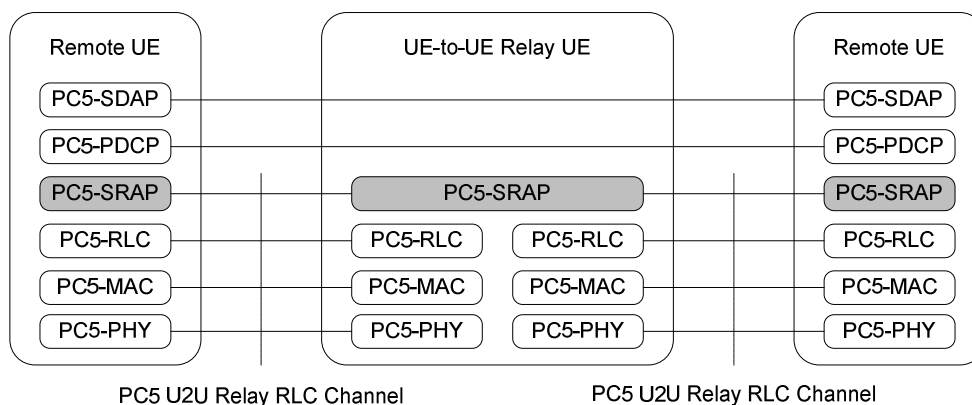 Remote UE
UE-to-UE Relay UE
Remote UE
PC5-SDAP
PC5-SDAP
PC5-PDCP
PC5-PDCP
PC5-SRAP
PC5-SRAP
PC5-SRAP
PC5-RLC
PC5-RLC
PC5-RLC
PC5-RLC
PC5-MAC
PC5-MAC
PC5-MAC
PC5-MAC
PC5-PHY
PC5-PHY
PC5-PHY
PC5-PHY
PC5 U2U Relay RLC Channel
PC5 U2U Relay RLC Channel